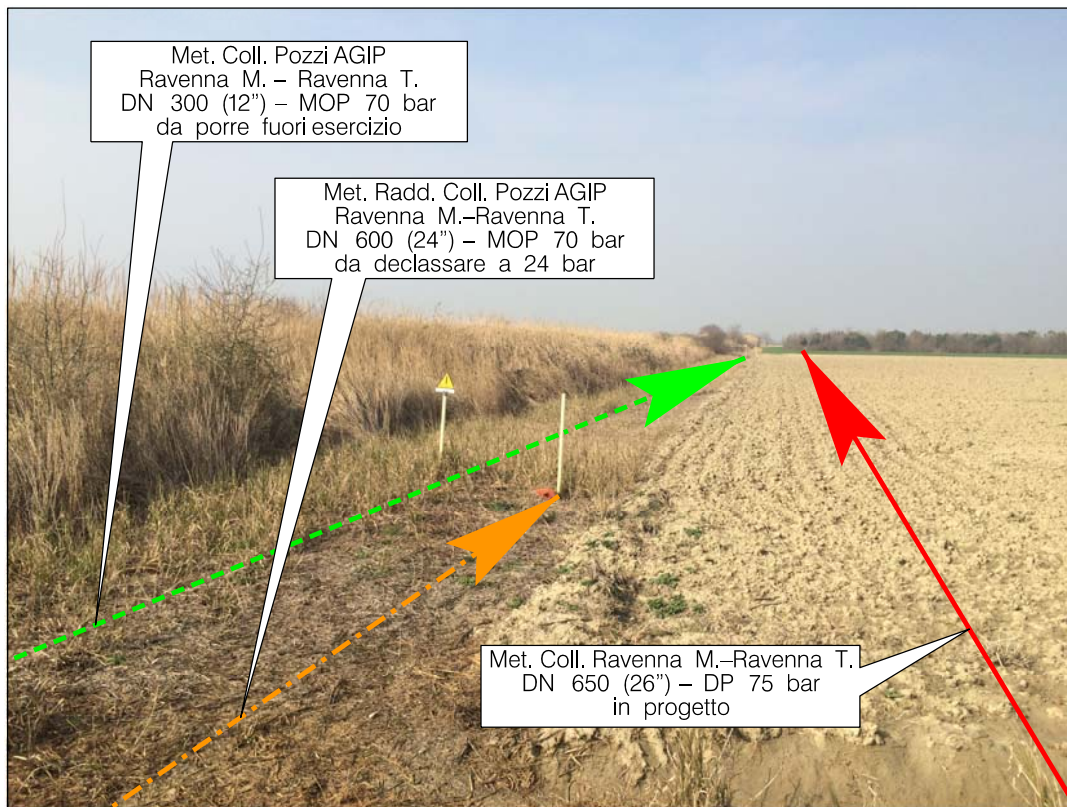 Met. Coll. Pozzi AGIP
Ravenna M. – Ravenna T.
DN 300 (12") – MOP 70 bar
da porre fuori esercizio
Met. Radd. Coll. Pozzi AGIP
Ravenna M.–Ravenna T.
DN 600 (24") – MOP 70 bar
da declassare a 24 bar
Met. Coll. Ravenna M.–Ravenna T.
DN 650 (26") – DP 75 bar
in progetto